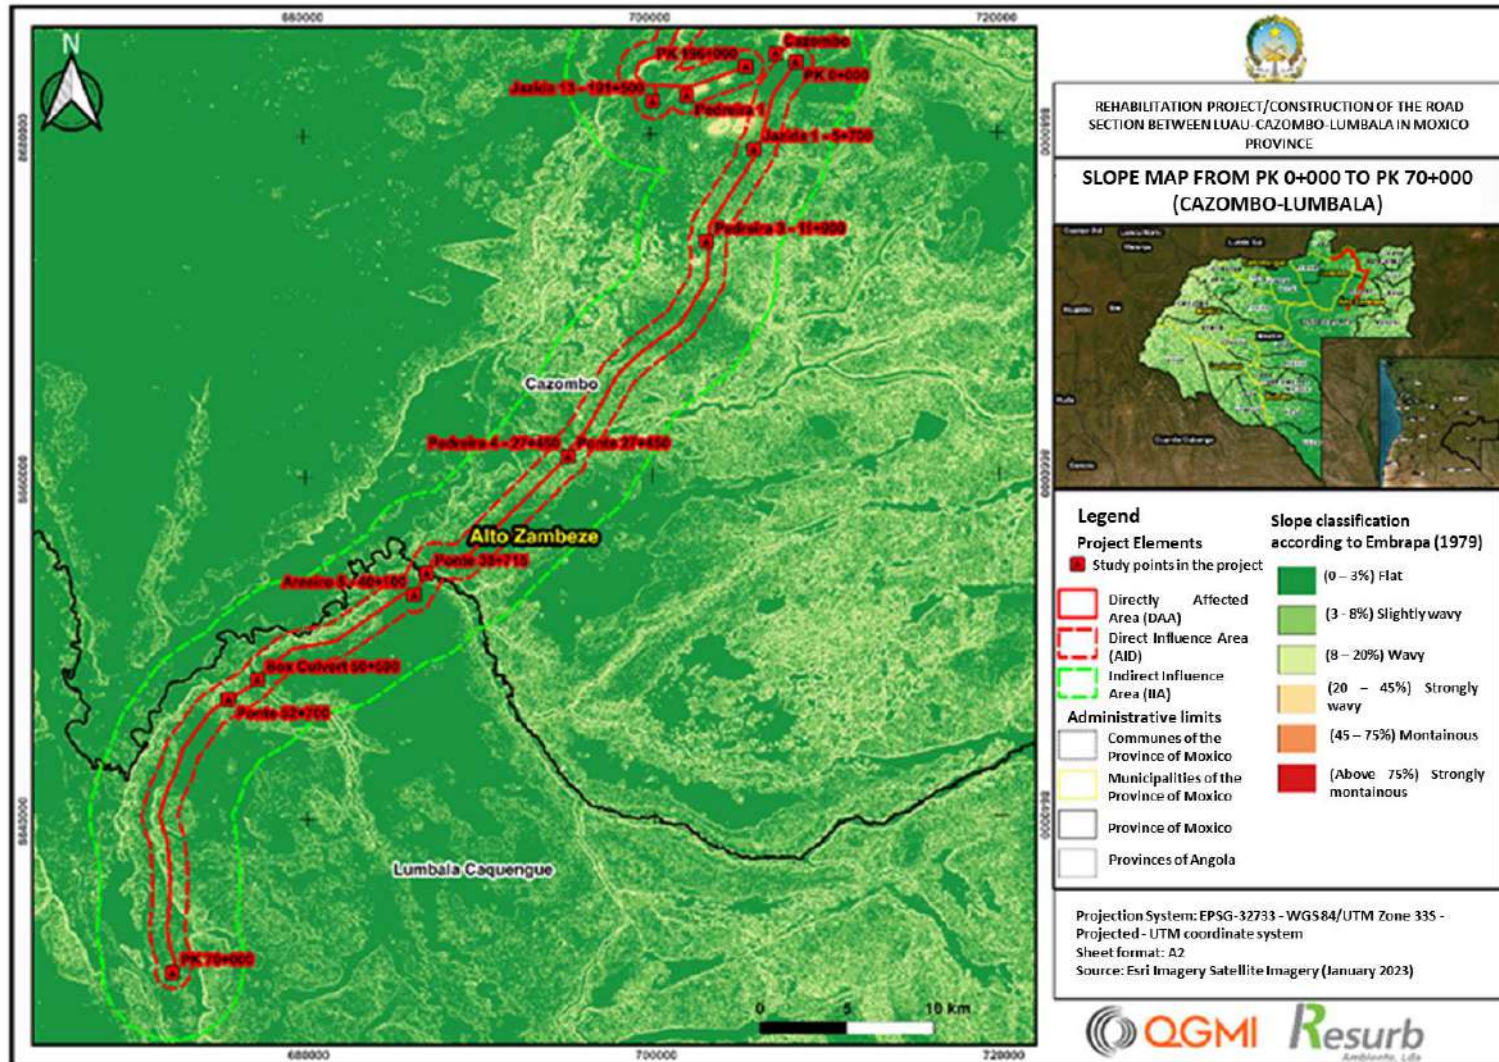 680000
700000
720000
N
Cazombo
PK 196+000
PK 0+000
Jazida 13 - 191+500
Pedreira 1
Jazida 1 - 5+700
Pedreira 3 - 11+900
Cazombo
Pedreira 4 - 27+450
Ponte 27+450
Alto Zambeze
Ponte 38+715
Areeiro 5 - 40+100
Box Culvert 50+500
Ponte 52+700
Lumbala Caquengue
PK 70+000
8680000
8660000
8640000
8680000
8660000
8640000
0 5 10 km
680000
700000
720000
REHABILITATION PROJECT/CONSTRUCTION OF THE ROAD
SECTION BETWEEN LUAU-CAZOMBO-LUMBALA IN MOXICO
PROVINCE
SLOPE MAP FROM PK 0+000 TO PK 70+000
(CAZOMBO-LUMBALA)
Legend
Project Elements
Study points in the project
Directly Affected
Area (DAA)
Direct Influence Area
(AID)
Indirect Influence
Area (IIA)
Administrative limits
Communes of the
Province of Moxico
Municipalities of the
Province of Moxico
Province of Moxico
Provinces of Angola
Slope classification
according to Embrapa (1979)
(0 – 3%) Flat
(3 - 8%) Slightly wavy
(8 – 20%) Wavy
(20 – 45%) Strongly
wavy
(45 – 75%) Montainous
(Above 75%) Strongly
montainous
Projection System: EPSG-32733 - WGS84/UTM Zone 33S -
Projected - UTM coordinate system
Sheet format: A2
Source: Esri Imagery Satellite Imagery (January 2023)
QGMI
Resurb
Ambiente, Lda